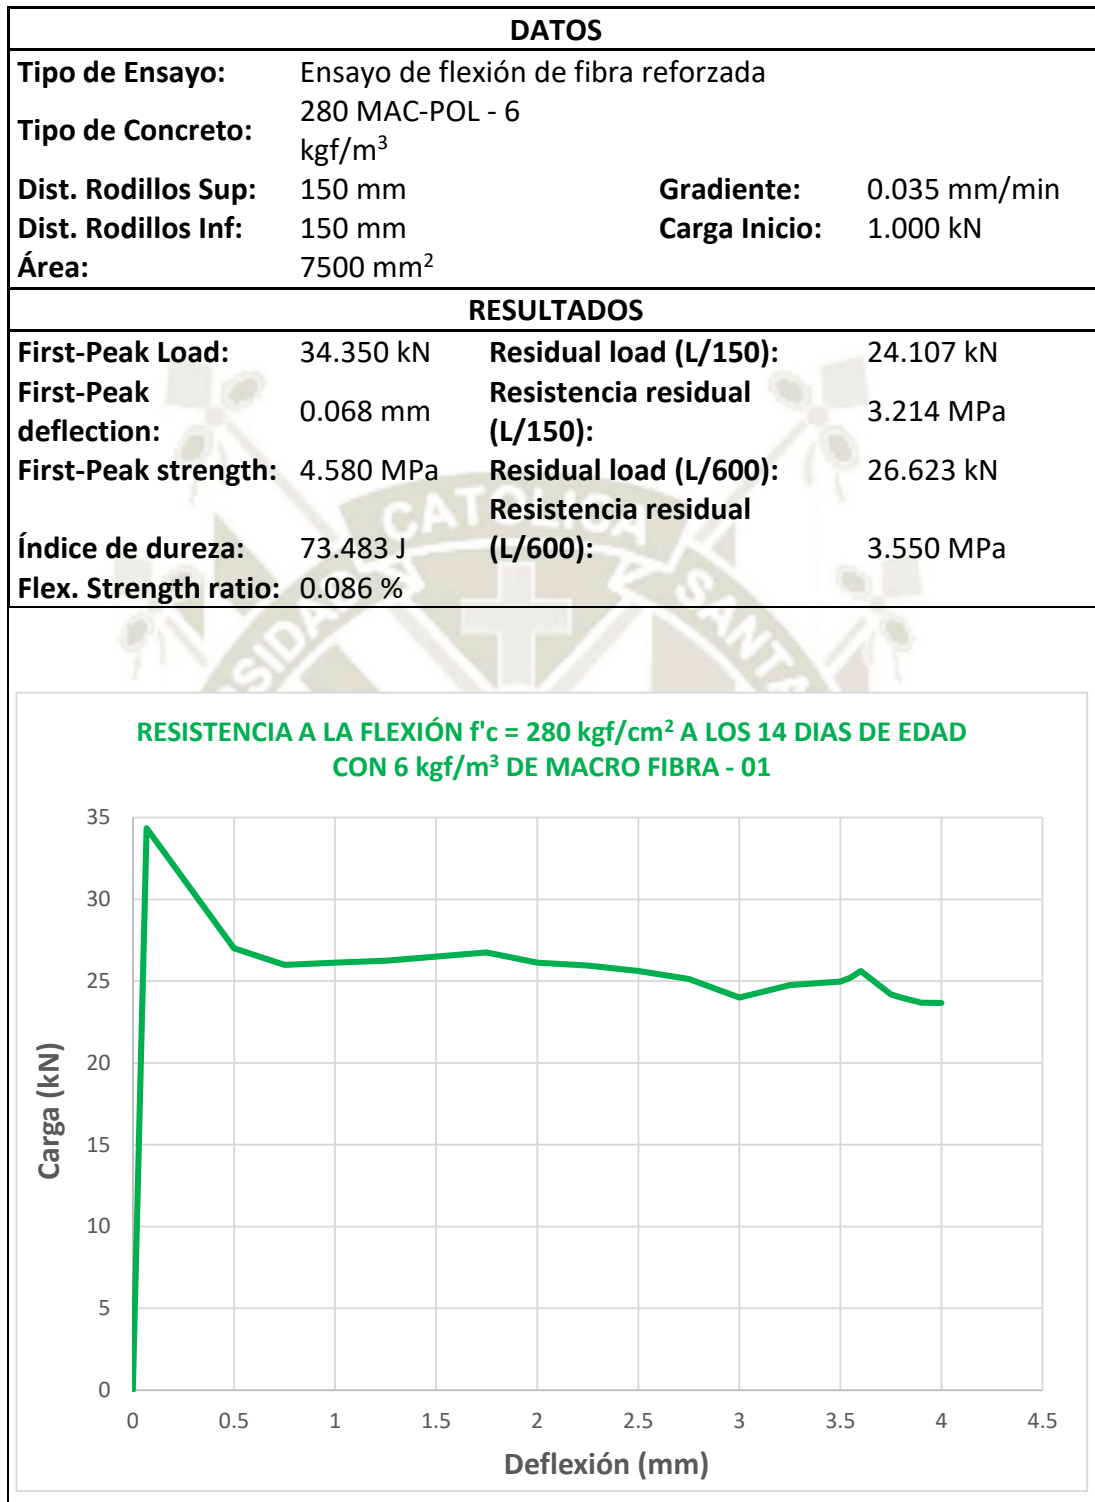 DATOS
Tipo de Ensayo: Ensayo de flexión de fibra reforzada
Tipo de Concreto: 280 MAC-POL - 6
kgf/m³
Dist. Rodillos Sup: 150 mm Gradiente: 0.035 mm/min
Dist. Rodillos Inf: 150 mm Carga Inicio: 1.000 kN
Área: 7500 mm²
RESULTADOS
First-Peak Load: 34.350 kN Residual load (L/150): 24.107 kN
First-Peak
deflection: 0.068 mm Resistencia residual
(L/150): 3.214 MPa
First-Peak strength: 4.580 MPa Residual load (L/600): 26.623 kN
Resistencia residual
Índice de dureza: 73.483 J (L/600): 3.550 MPa
Flex. Strength ratio: 0.086 %
CATOLICA
SANTA
RESISTENCIA A LA FLEXIÓN f'c = 280 kgf/cm² A LOS 14 DIAS DE EDAD
CON 6 kgf/m³ DE MACRO FIBRA - 01
35
30
25
20
15
10
5
0
Carga (kN)
0 0.5 1 1.5 2 2.5 3 3.5 4 4.5
Deflexión (mm)